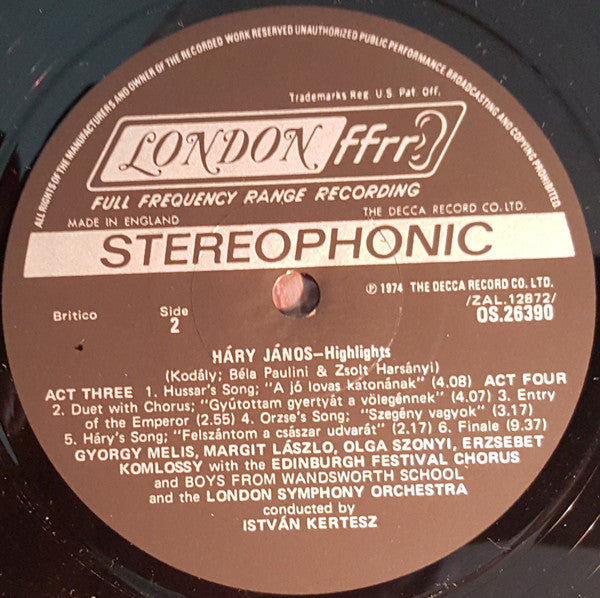 ALL RIGHTS OF THE MANUFACTURERS AND OWNER OF THE RECORDED WORK RESERVED UNAUTHORIZED PUBLIC PERFORMANCE BROADCASTING AND COPYING PROHIBITED
Trademarks Reg. U.S. Pat. Off.
LONDON ffrr
FULL FREQUENCY RANGE RECORDING
MADE IN ENGLAND THE DECCA RECORD CO. LTD.
STEREOPHONIC
℗ 1974 THE DECCA RECORD CO. LTD.
/ZAL.12872/
Britico Side OS.26390
2
HÁRY JÁNOS—Highlights
(Kodály; Béla Paulini & Zsolt Harsányi)
ACT THREE 1. Hussar's Song; "A jó lovas katonának" (4.08) ACT FOUR
2. Duet with Chorus; "Gyútottam gyertyát a völegénnek" (4.07) 3. Entry
of the Emperor (2.55) 4. Orzse's Song; "Szegény vagyok" (3.17)
5. Háry's Song; "Felszántom a császar udvarát" (2.17) 6. Finale (9.37)
GYORGY MELIS, MARGIT LÁSZLO, OLGA SZONYI, ERZSEBET
KOMLOSSY with the EDINBURGH FESTIVAL CHORUS
and BOYS FROM WANDSWORTH SCHOOL
and the LONDON SYMPHONY ORCHESTRA
conducted by
ISTVÁN KERTESZ